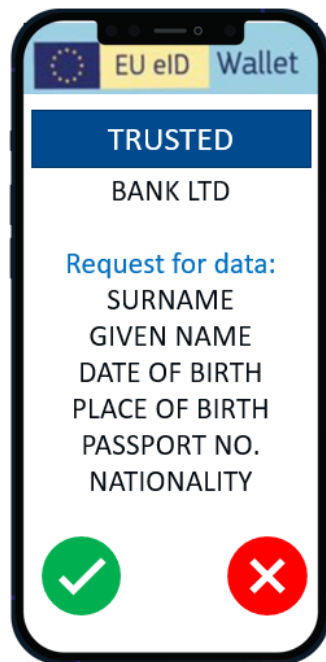 EU eID Wallet
TRUSTED
BANK LTD
Request for data:
SURNAME
GIVEN NAME
DATE OF BIRTH
PLACE OF BIRTH
PASSPORT NO.
NATIONALITY